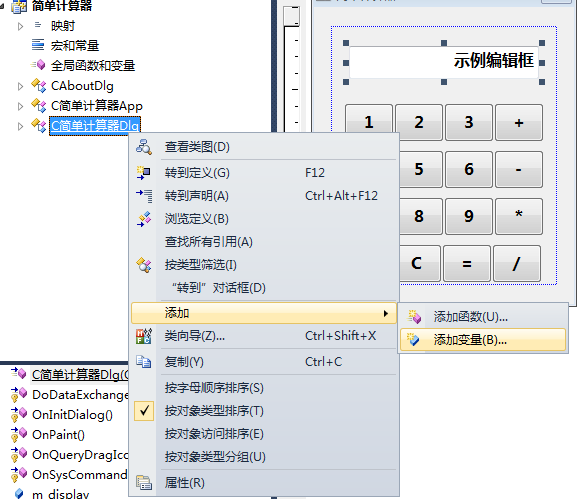 简单计算器
映射
宏和常量
全局函数和变量
CAboutDlg
C简单计算器App
C简单计算器Dlg
示例编辑框
1 2 3 +
5 6 -
8 9 *
C = /
查看类图(D)
转到定义(G) F12
转到声明(A) Ctrl+Alt+F12
浏览定义(B)
查找所有引用(A)
按类型筛选(I)
“转到”对话框(D)
添加
类向导(Z)... Ctrl+Shift+X
复制(Y) Ctrl+C
按字母顺序排序(S)
按对象类型排序(T)
按对象访问排序(E)
按对象类型分组(U)
属性(R)
添加函数(U)...
添加变量(B)...
C简单计算器Dlg(C
DoDataExchange
OnInitDialog()
OnPaint()
OnQueryDragIco
OnSysCommand
m_display